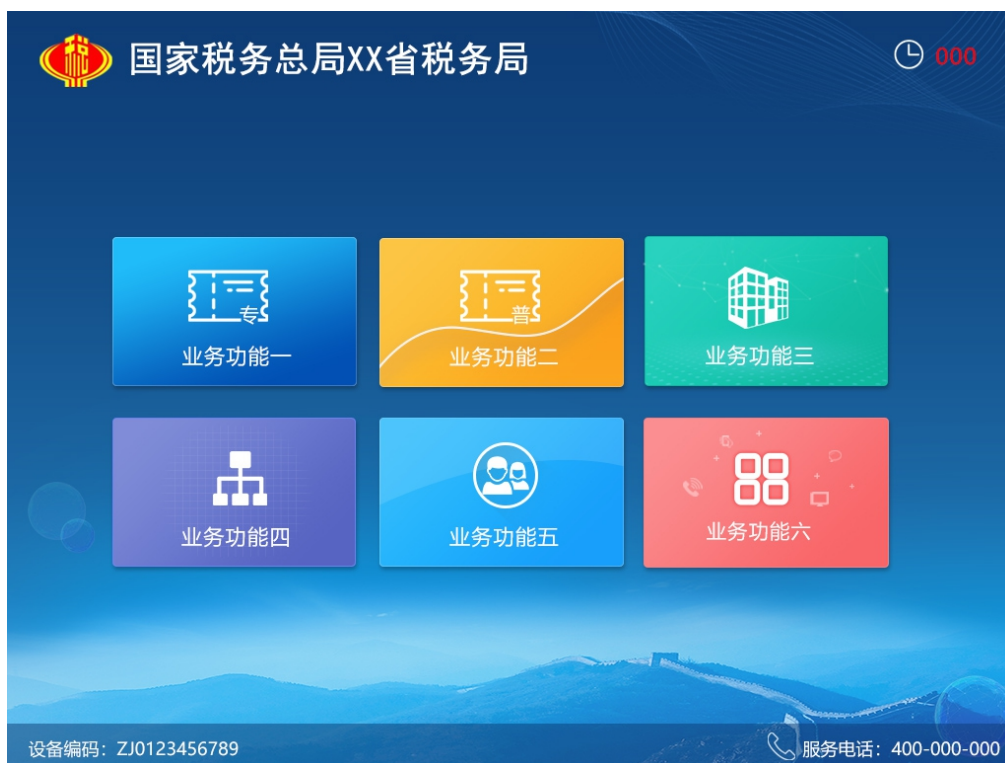 税
国家税务总局XX省税务局
000
专
业务功能一
普
业务功能二
业务功能三
业务功能四
业务功能五
业务功能六
设备编码：ZJ0123456789
服务电话：400-000-000